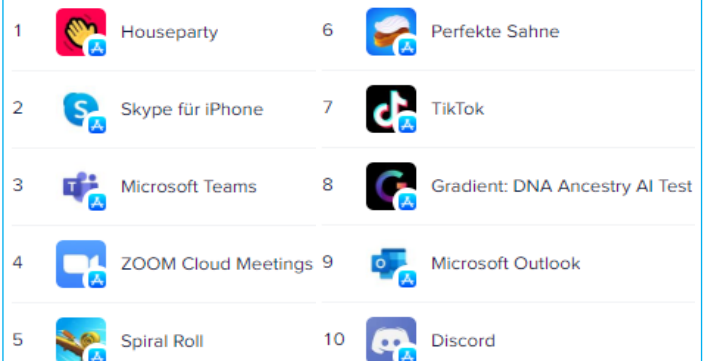 1 Houseparty
2 Skype für iPhone
3 Microsoft Teams
4 ZOOM Cloud Meetings
5 Spiral Roll
6 Perfekte Sahne
7 TikTok
8 Gradient: DNA Ancestry AI Test
9 Microsoft Outlook
10 Discord